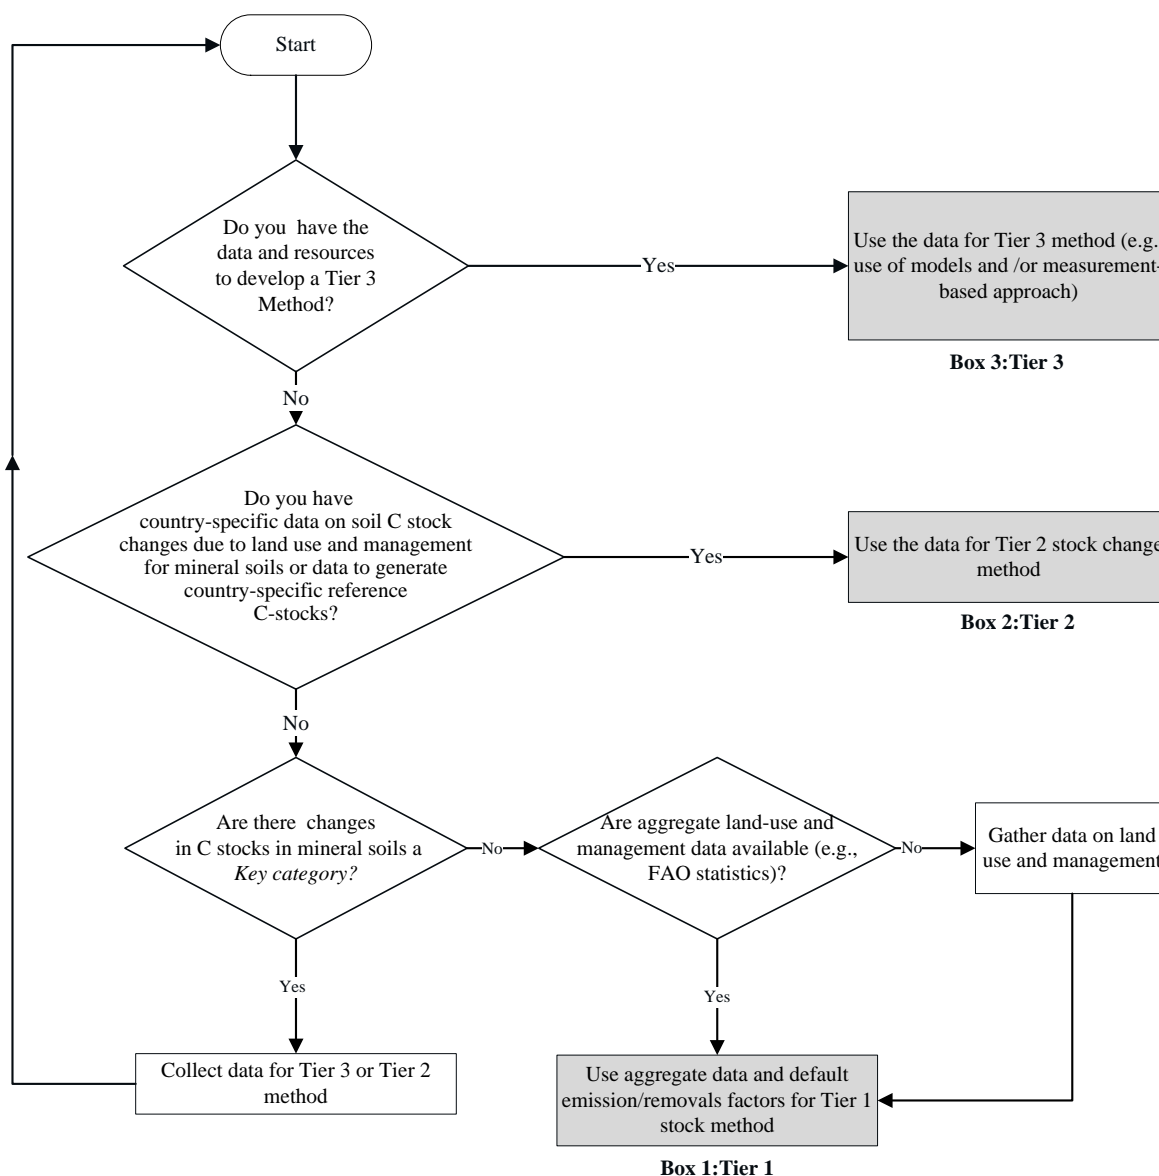 Start
Do you  have the
data and resources
to develop a Tier 3
Method?
Yes
Use the data for Tier 3 method (e.g.
use of models and /or measurement-
based approach)
Box 3:Tier 3
No
Do you have
country-specific data on soil C stock
changes due to land use and management
for mineral soils or data to generate
country-specific reference
C-stocks?
Yes
Use the data for Tier 2 stock change
method
Box 2:Tier 2
No
Are there  changes
in C stocks in mineral soils a
Key category?
No
Are aggregate land-use and
management data available (e.g.,
FAO statistics)?
No
Gather data on land
use and management
Yes
Yes
Collect data for Tier 3 or Tier 2
method
Use aggregate data and default
emission/removals factors for Tier 1
stock method
Box 1:Tier 1